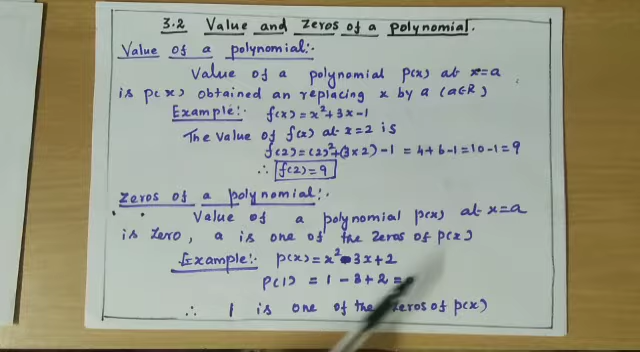 3.2 Value and Zeros of a polynomial.
Value of a polynomial:-
Value of a polynomial P(x) at x=a
is p(x) obtained an replacing x by a (a∈R)
Example:- f(x) = x²+3x-1
The value of f(x) at x=2 is
f(2) = (2)²+(3×2)-1 = 4+6-1=10-1=9
∴ f(2)=9
Zeros of a polynomial:-
Value of a polynomial p(x) at x=a
is Zero, a is one of the Zeros of p(x)
Example:- p(x) = x²-3x+2
P(1) = 1-3+2=0
∴ 1 is one of the Zeros of p(x)